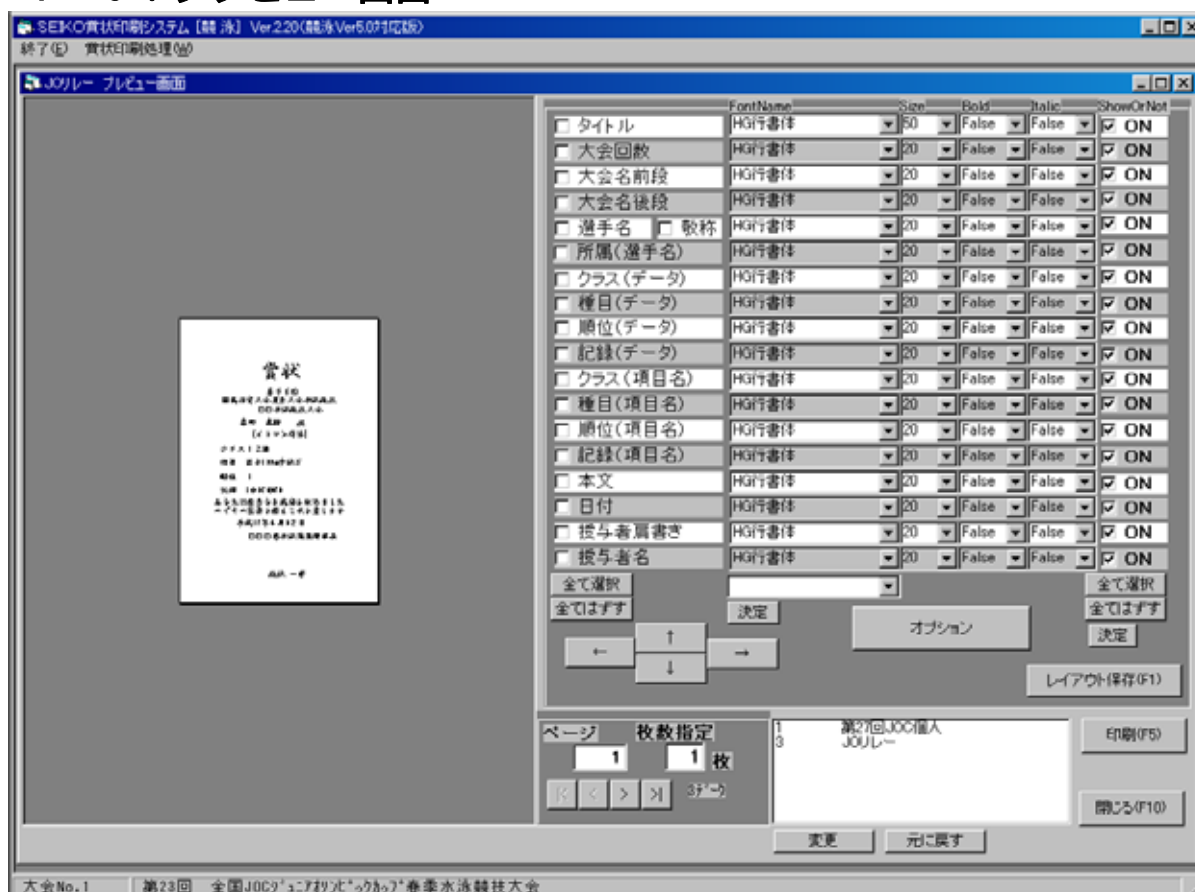 SEIKO賞状印刷システム [競 泳] Ver.2.20(競泳Ver5.0対応版)
終了(E) 賞状印刷処理(W)
JOリレー プレビュー画面
FontName Size Bold Italic ShowOrNot
タイトル HG行書体 50 False False ON
大会回数 HG行書体 20 False False ON
大会名前段 HG行書体 20 False False ON
大会名後段 HG行書体 20 False False ON
選手名 敬称 HG行書体 20 False False ON
所属(選手名) HG行書体 20 False False ON
クラス(データ) HG行書体 20 False False ON
種目(データ) HG行書体 20 False False ON
順位(データ) HG行書体 20 False False ON
記録(データ) HG行書体 20 False False ON
クラス(項目名) HG行書体 20 False False ON
種目(項目名) HG行書体 20 False False ON
順位(項目名) HG行書体 20 False False ON
記録(項目名) HG行書体 20 False False ON
本文 HG行書体 20 False False ON
日付 HG行書体 20 False False ON
授与者肩書き HG行書体 20 False False ON
授与者名 HG行書体 20 False False ON
賞状
全て選択 全て選択
全てはずす 決定 オプション 全てはずす
決定
← ↑ → ↓
レイアウト保存(F1)
ページ 枚数指定
1 1 枚
3データ
1 第27回JOC個人
3 JOリレー
印刷(F5)
閉じる(F10)
変更 元に戻す
大会No.1 第23回 全国JOCジュニアオリンピックカップ春季水泳競技大会